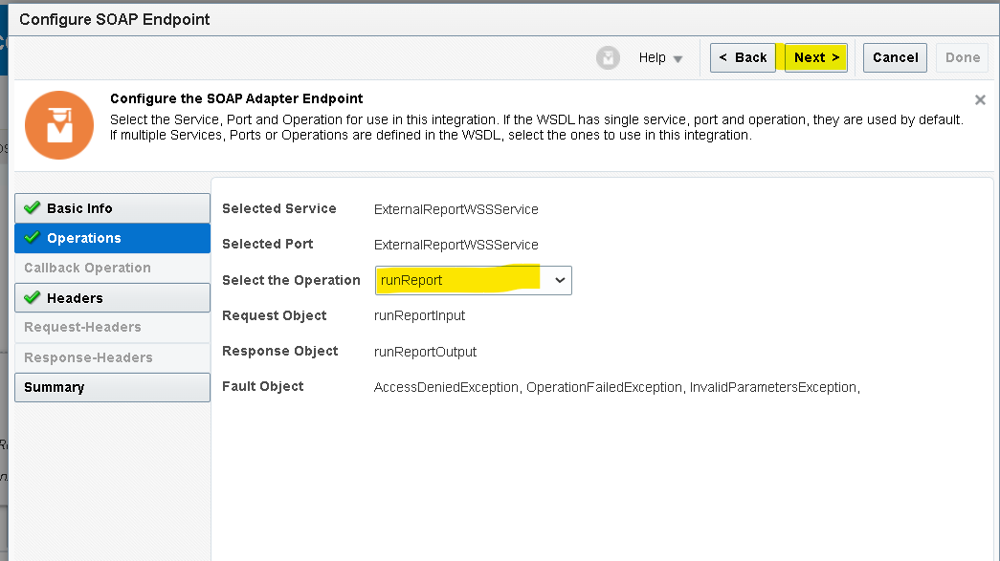 Configure SOAP Endpoint
Help
< Back
Next >
Cancel
Done
Configure the SOAP Adapter Endpoint
Select the Service, Port and Operation for use in this integration. If the WSDL has single service, port and operation, they are used by default.
If multiple Services, Ports or Operations are defined in the WSDL, select the ones to use in this integration.
Basic Info
Operations
Callback Operation
Headers
Request-Headers
Response-Headers
Summary
Selected Service ExternalReportWSSService
Selected Port ExternalReportWSSService
Select the Operation runReport
Request Object runReportInput
Response Object runReportOutput
Fault Object AccessDeniedException, OperationFailedException, InvalidParametersException,